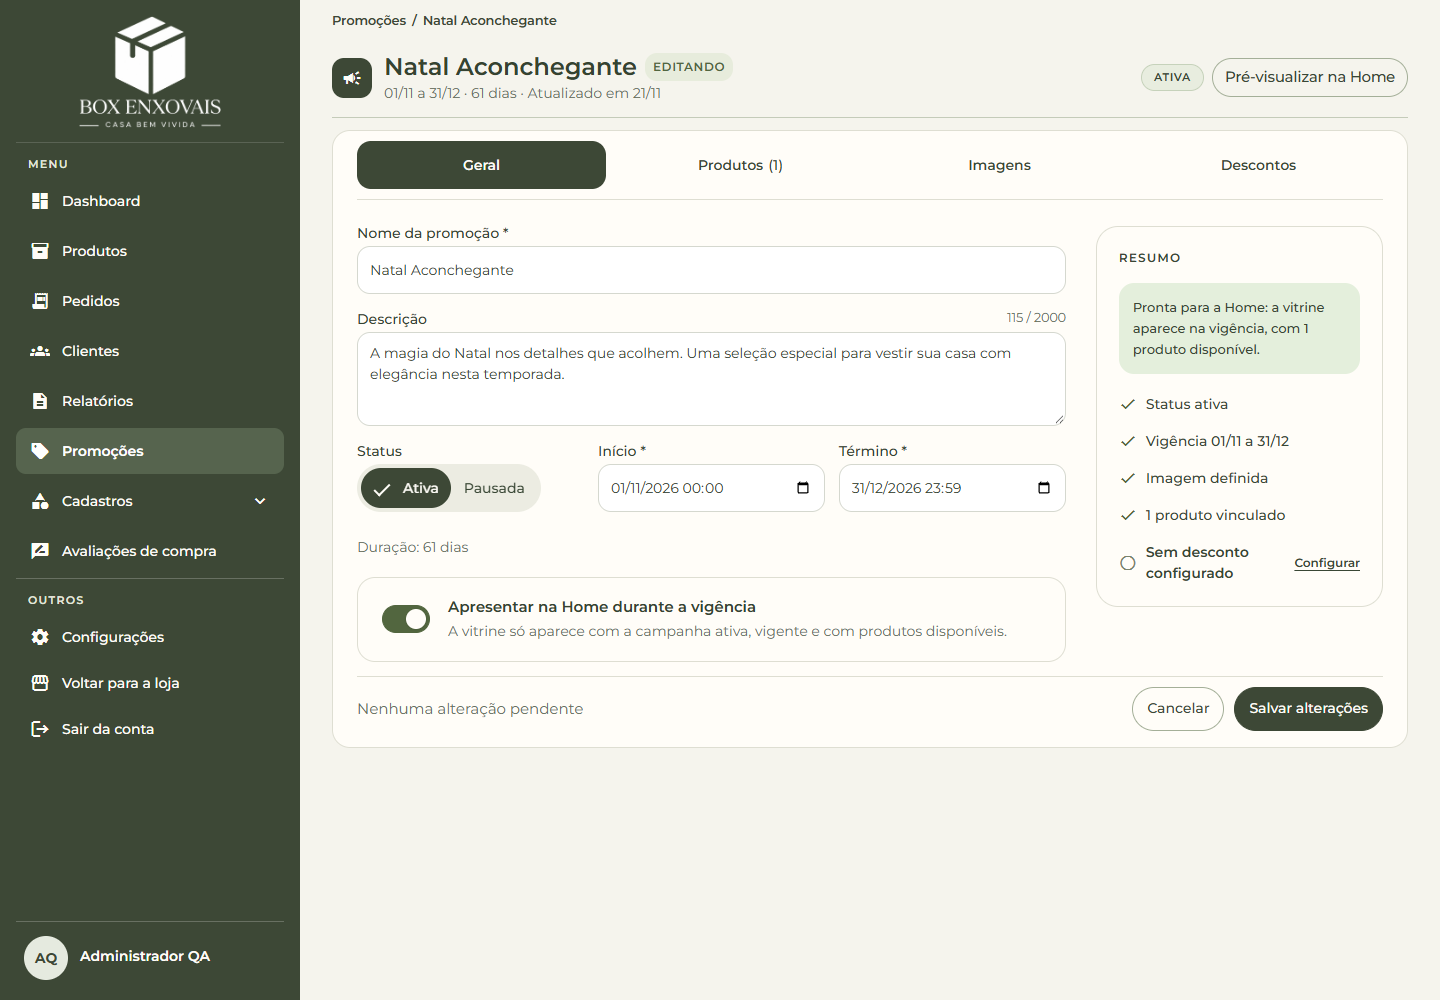 BOX ENXOVAIS
CASA BEM VIVIDA
MENU
Dashboard
Produtos
Pedidos
Clientes
Relatórios
Promoções
Cadastros
Avaliações de compra
OUTROS
Configurações
Voltar para a loja
Sair da conta
AQ
Administrador QA
Promoções / Natal Aconchegante
Natal Aconchegante EDITANDO
01/11 a 31/12 · 61 dias · Atualizado em 21/11
ATIVA
Pré-visualizar na Home
Geral
Produtos (1)
Imagens
Descontos
Nome da promoção *
Natal Aconchegante
Descrição
115 / 2000
A magia do Natal nos detalhes que acolhem. Uma seleção especial para vestir sua casa com
elegância nesta temporada.
Status
Ativa
Pausada
Início *
01/11/2026 00:00
Término *
31/12/2026 23:59
Duração: 61 dias
Apresentar na Home durante a vigência
A vitrine só aparece com a campanha ativa, vigente e com produtos disponíveis.
RESUMO
Pronta para a Home: a vitrine
aparece na vigência, com 1
produto disponível.
Status ativa
Vigência 01/11 a 31/12
Imagem definida
1 produto vinculado
Sem desconto
configurado
Configurar
Nenhuma alteração pendente
Cancelar
Salvar alterações